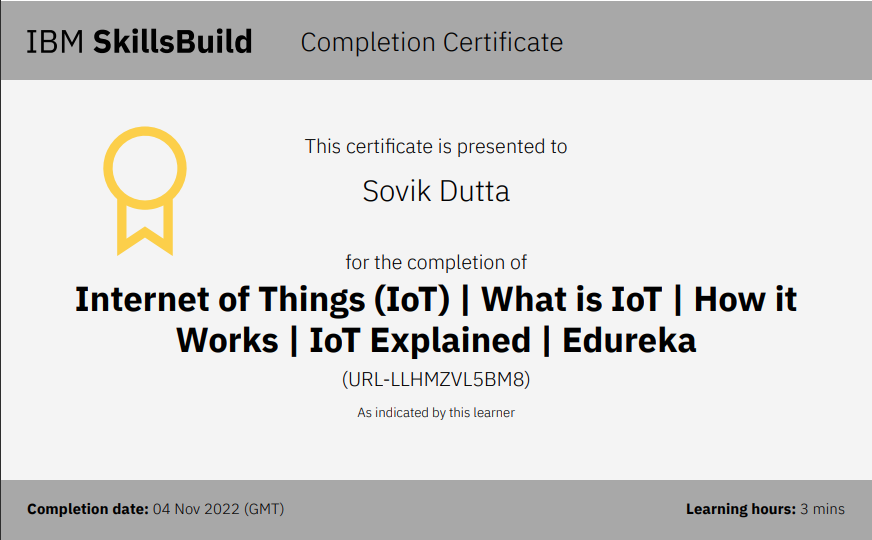 IBM SkillsBuild Completion Certificate
This certificate is presented to
Sovik Dutta
for the completion of
Internet of Things (IoT) | What is IoT | How it
Works | IoT Explained | Edureka
(URL-LLHMZVL5BM8)
As indicated by this learner
Completion date: 04 Nov 2022 (GMT)
Learning hours: 3 mins